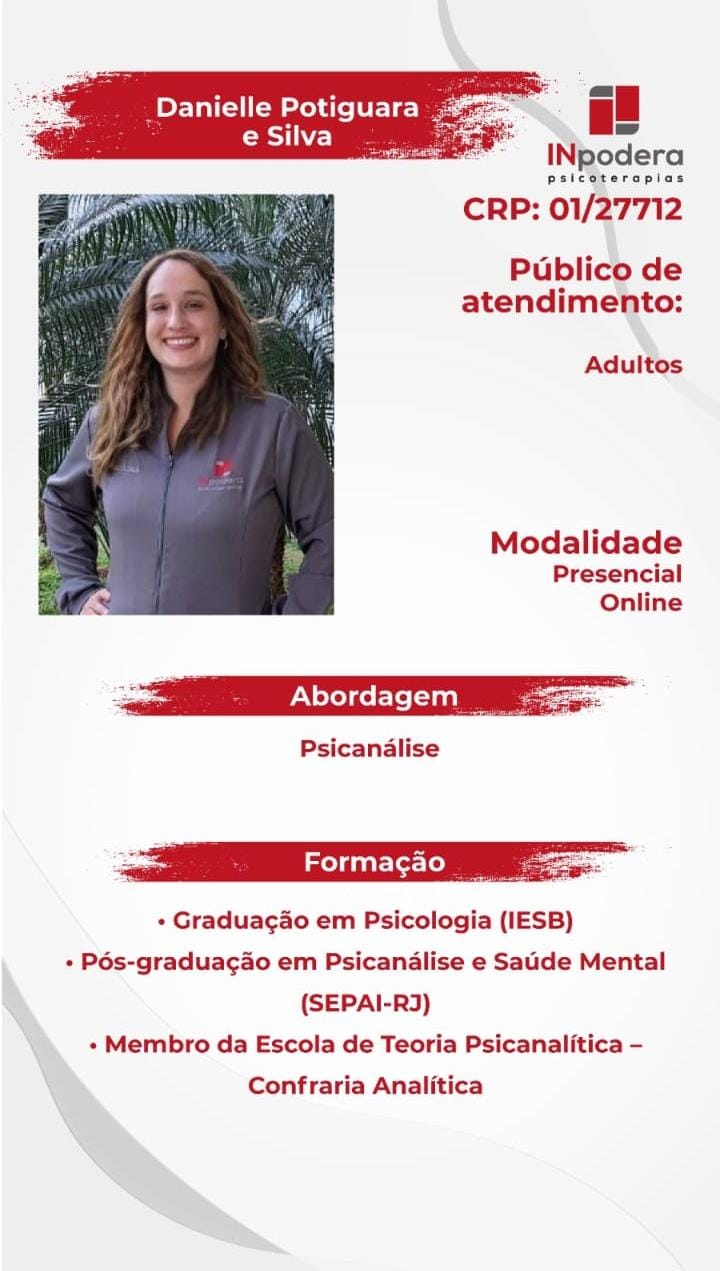 Danielle Potiguara
e Silva
INpodera
psicoterapias
CRP: 01/27712
Público de
atendimento:
Adultos
INpodera
Modalidade
Presencial
Online
Abordagem
Psicanálise
Formação
• Graduação em Psicologia (IESB)
• Pós-graduação em Psicanálise e Saúde Mental
(SEPAI-RJ)
• Membro da Escola de Teoria Psicanalítica –
Confraria Analítica